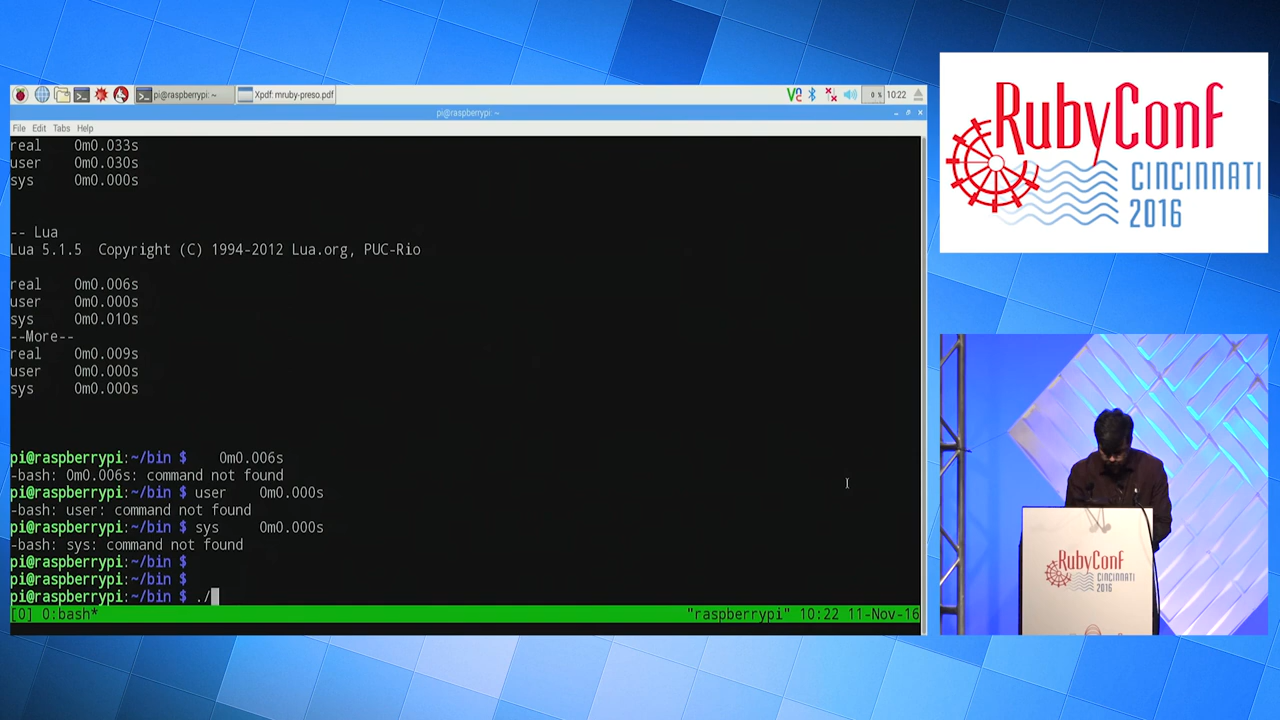 pi@raspberrypi: ~
Xpdf: mruby-preso.pdf
0 %
10:22
pi@raspberrypi: ~
File Edit Tabs Help
real 0m0.033s
user 0m0.030s
sys 0m0.000s
-- Lua
Lua 5.1.5 Copyright (C) 1994-2012 Lua.org, PUC-Rio
real 0m0.006s
user 0m0.000s
sys 0m0.010s
--More--
real 0m0.009s
user 0m0.000s
sys 0m0.000s
pi@raspberrypi:~/bin $ 0m0.006s
-bash: 0m0.006s: command not found
pi@raspberrypi:~/bin $ user 0m0.000s
-bash: user: command not found
pi@raspberrypi:~/bin $ sys 0m0.000s
-bash: sys: command not found
pi@raspberrypi:~/bin $
pi@raspberrypi:~/bin $
pi@raspberrypi:~/bin $ ./
[0] 0:bash* "raspberrypi" 10:22 11-Nov-16
RubyConf
CINCINNATI
2016
RubyConf
CINCINNATI
2016